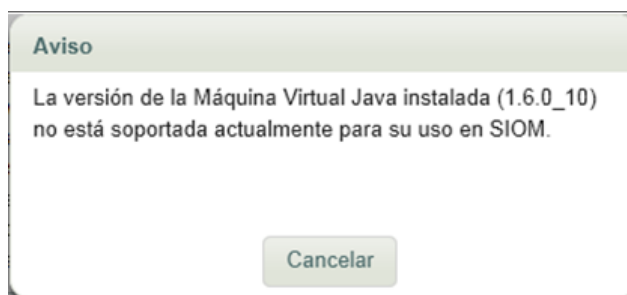 Aviso
La versión de la Máquina Virtual Java instalada (1.6.0_10)
no está soportada actualmente para su uso en SIOM.
Cancelar